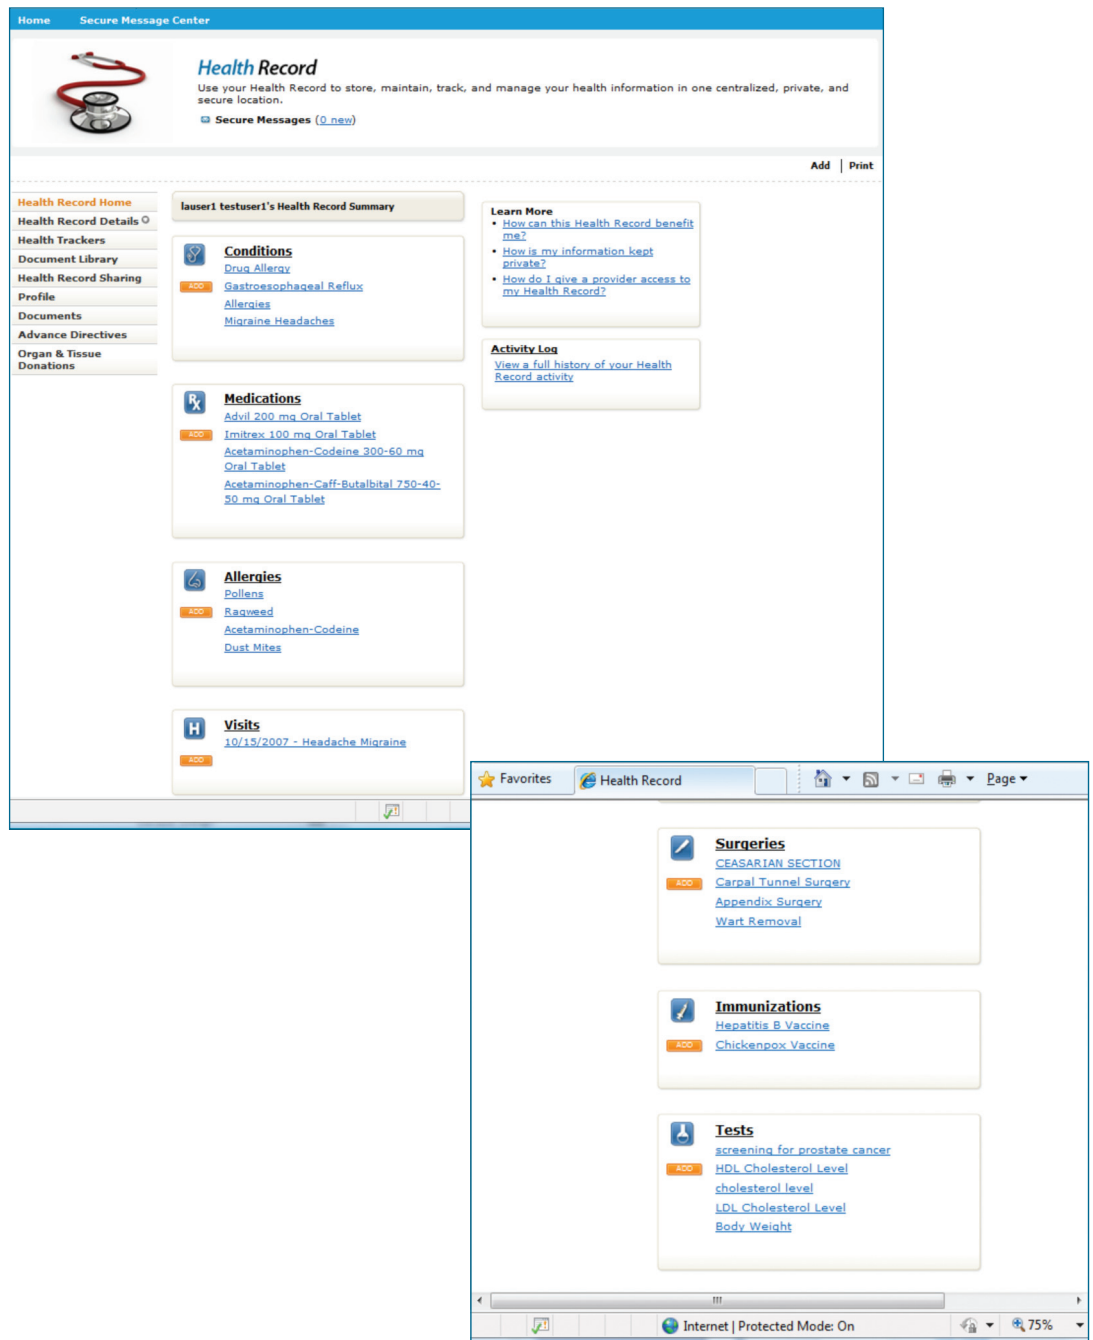 Home Secure Message Center
Health Record
Use your Health Record to store, maintain, track, and manage your health information in one centralized, private, and
secure location.
Secure Messages (0 new)
Add | Print
Health Record Home
Health Record Details
Health Trackers
Document Library
Health Record Sharing
Profile
Documents
Advance Directives
Organ & Tissue
Donations
lauser1 testuser1's Health Record Summary
Conditions
Drug Allergy
ADD
Gastroesophageal Reflux
Allergies
Migraine Headaches
Rx
Medications
Advil 200 mg Oral Tablet
ADD
Imitrex 100 mg Oral Tablet
Acetaminophen-Codeine 300-60 mg
Oral Tablet
Acetaminophen-Caff-Butalbital 750-40-
50 mg Oral Tablet
Allergies
Pollens
ADD
Ragweed
Acetaminophen-Codeine
Dust Mites
H
Visits
10/15/2007 - Headache Migraine
ADD
Learn More
• How can this Health Record benefit
me?
• How is my information kept
private?
• How do I give a provider access to
my Health Record?
Activity Log
View a full history of your Health
Record activity
Favorites
Health Record
Page
Surgeries
CEASARIAN SECTION
ADD
Carpal Tunnel Surgery
Appendix Surgery
Wart Removal
Immunizations
Hepatitis B Vaccine
ADD
Chickenpox Vaccine
Tests
screening for prostate cancer
ADD
HDL Cholesterol Level
cholesterol level
LDL Cholesterol Level
Body Weight
Internet | Protected Mode: On
75%